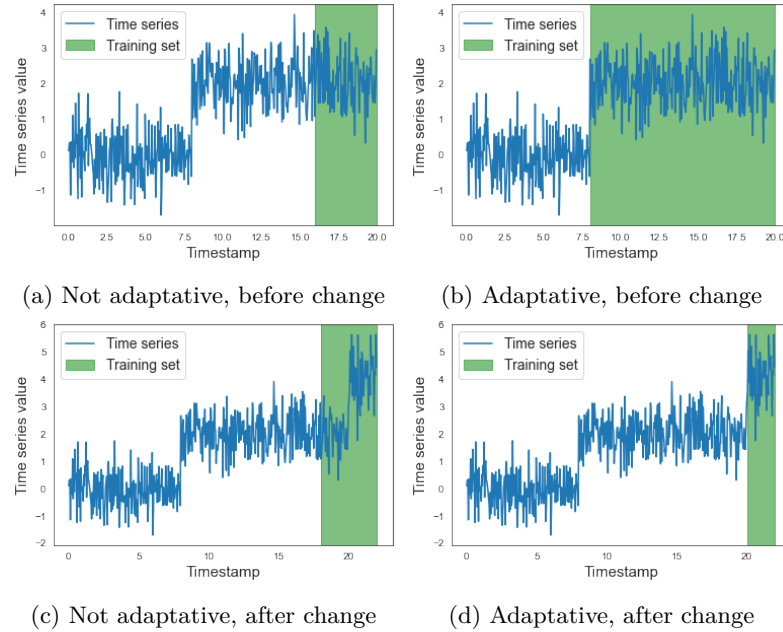 Time series
Training set
4
3
2
1
0
−1
Time series value
0.0 2.5 5.0 7.5 10.0 12.5 15.0 17.5 20.0
Timestamp
(a) Not adaptative, before change
Time series
Training set
4
3
2
1
0
−1
Time series value
0.0 2.5 5.0 7.5 10.0 12.5 15.0 17.5 20.0
Timestamp
(b) Adaptative, before change
Time series
Training set
6
5
4
3
2
1
0
−1
−2
Time series value
0 5 10 15 20
Timestamp
(c) Not adaptative, after change
Time series
Training set
6
5
4
3
2
1
0
−1
−2
Time series value
0 5 10 15 20
Timestamp
(d) Adaptative, after change